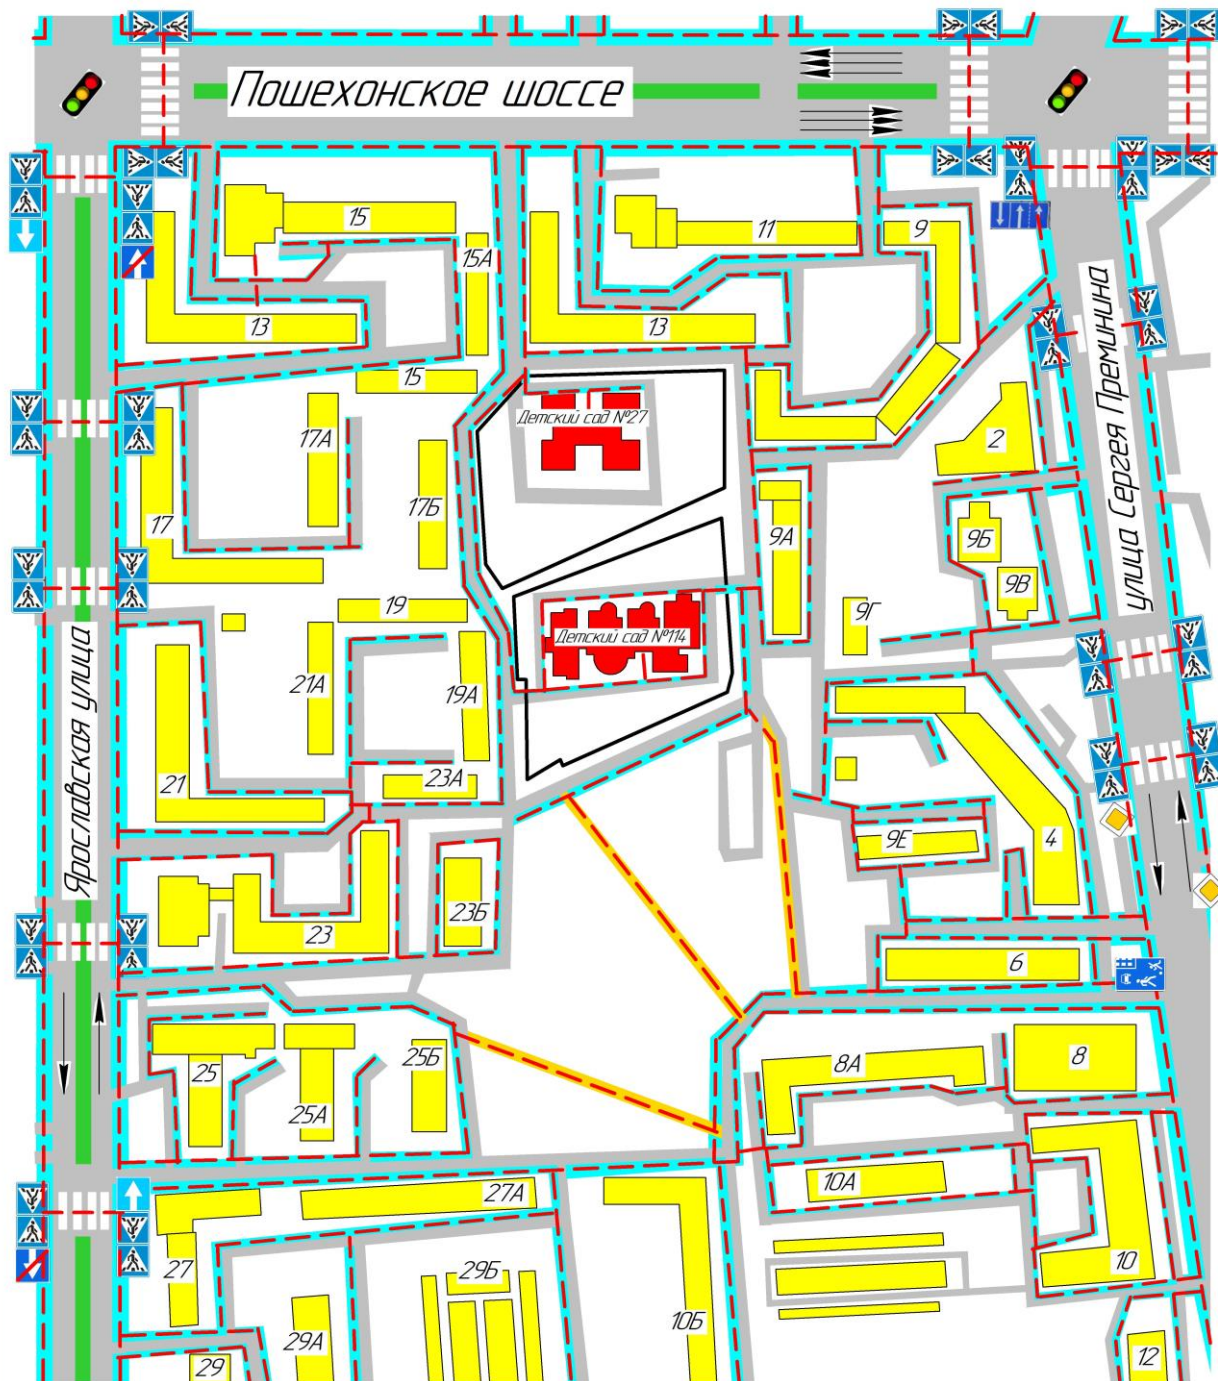 Пошехонское шоссе
15
11
9
15А
13
13
15
Детский сад №27
17А
2
17
17Б
9А
9Б
9В
19
9Г
Детский сад №114
улица Сергея Преминина
Ярославская улица
21А
19А
21
23А
4
9Е
23Б
23
6
25
25А
25Б
8А
8
10А
27А
27
29Б
10
10Б
29А
29
12